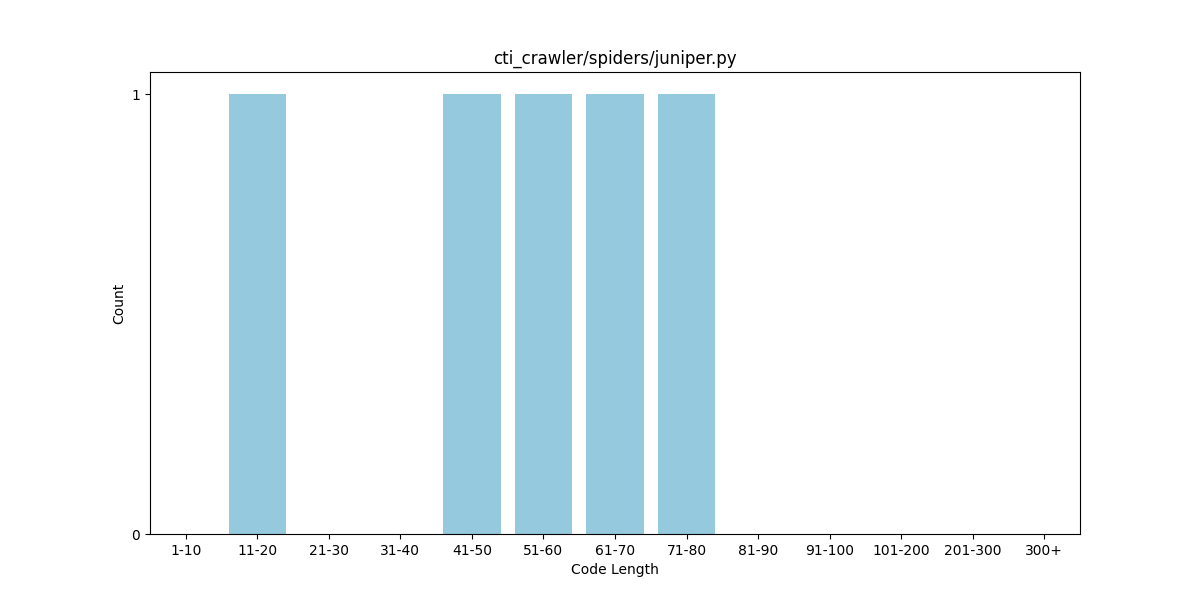 cti_crawler/spiders/juniper.py
1
Count
0
1-10 11-20 21-30 31-40 41-50 51-60 61-70 71-80 81-90 91-100 101-200 201-300 300+
Code Length